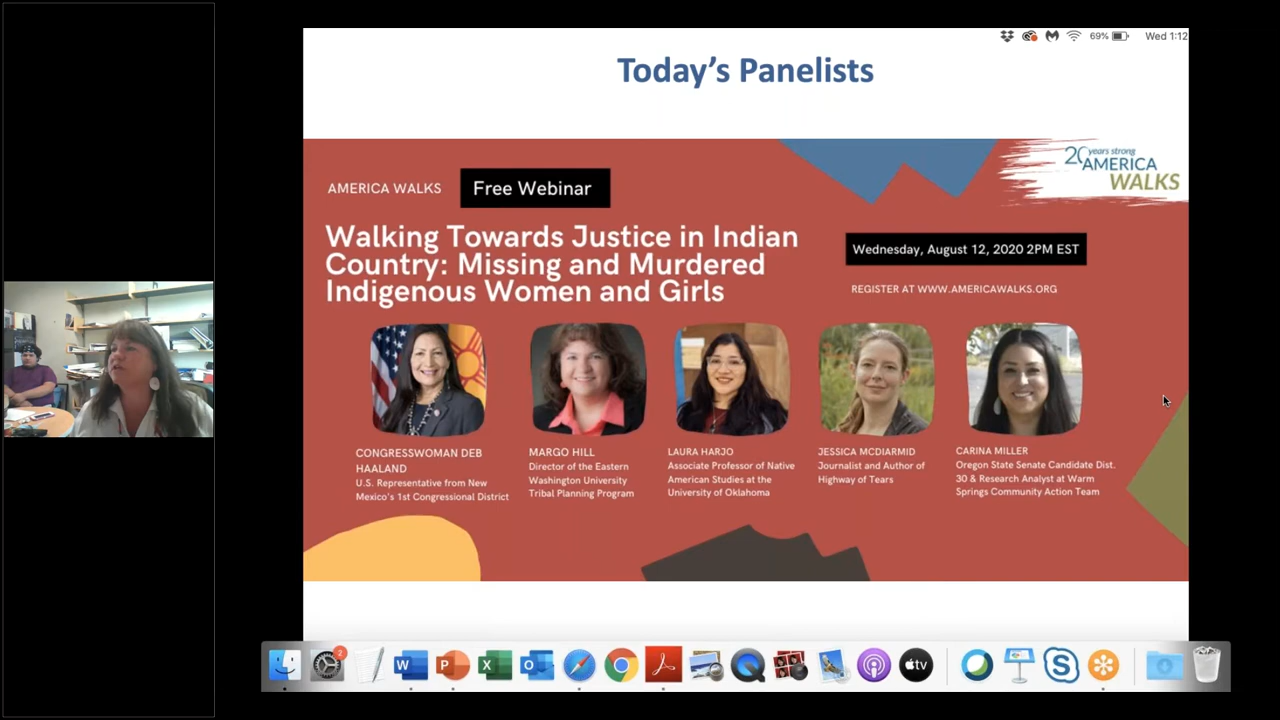 69%
Wed 1:12
Today's Panelists
20 years strong
AMERICA
WALKS
AMERICA WALKS
Free Webinar
Walking Towards Justice in Indian
Country: Missing and Murdered
Indigenous Women and Girls
Wednesday, August 12, 2020 2PM EST
REGISTER AT WWW.AMERICAWALKS.ORG
CONGRESSWOMAN DEB
HAALAND
U.S. Representative from New
Mexico's 1st Congressional District
MARGO HILL
Director of the Eastern
Washington University
Tribal Planning Program
LAURA HARJO
Associate Professor of Native
American Studies at the
University of Oklahoma
JESSICA MCDIARMID
Journalist and Author of
Highway of Tears
CARINA MILLER
Oregon State Senate Candidate Dist.
30 & Research Analyst at Warm
Springs Community Action Team
2
W
P
X
O
S
tv